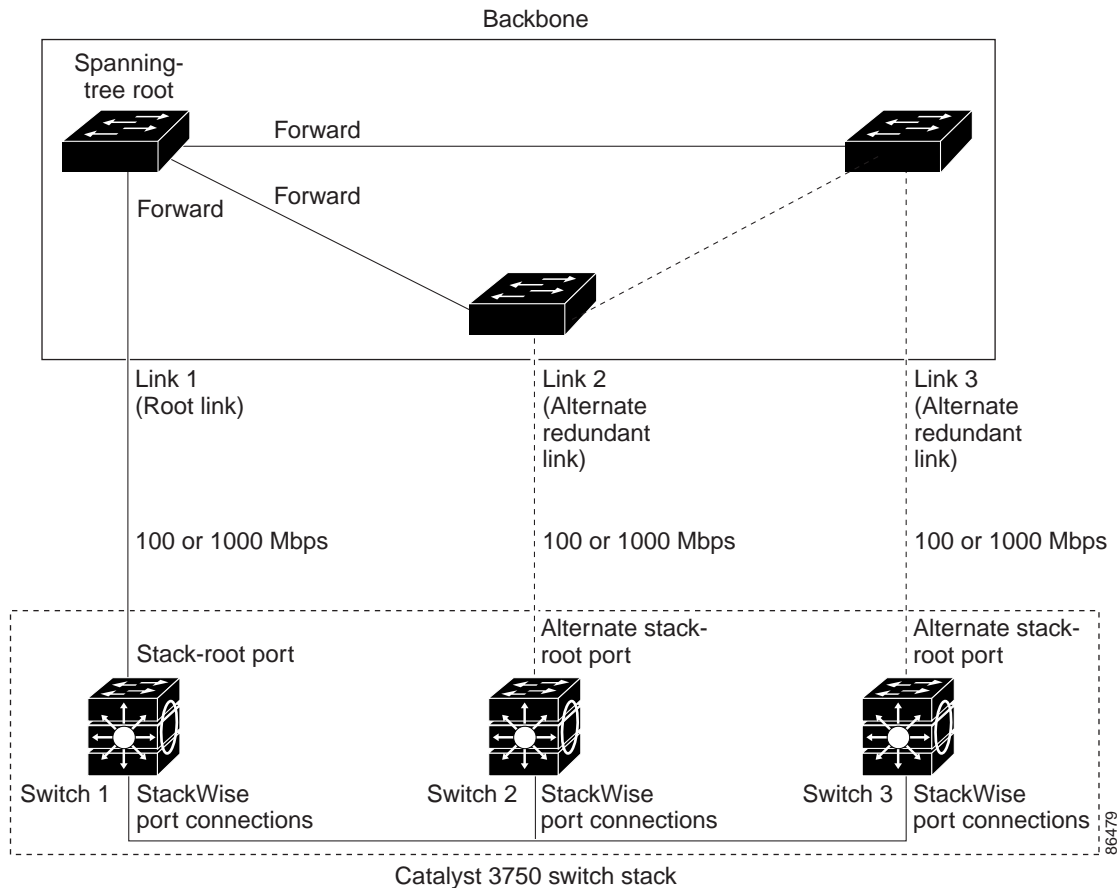 Backbone
Spanning-
tree root
Forward
Forward
Forward
Link 1
(Root link)
Link 2
(Alternate
redundant
link)
Link 3
(Alternate
redundant
link)
100 or 1000 Mbps
100 or 1000 Mbps
100 or 1000 Mbps
Stack-root port
Alternate stack-
root port
Alternate stack-
root port
Switch 1
StackWise
port connections
Switch 2
StackWise
port connections
Switch 3
StackWise
port connections
86479
Catalyst 3750 switch stack